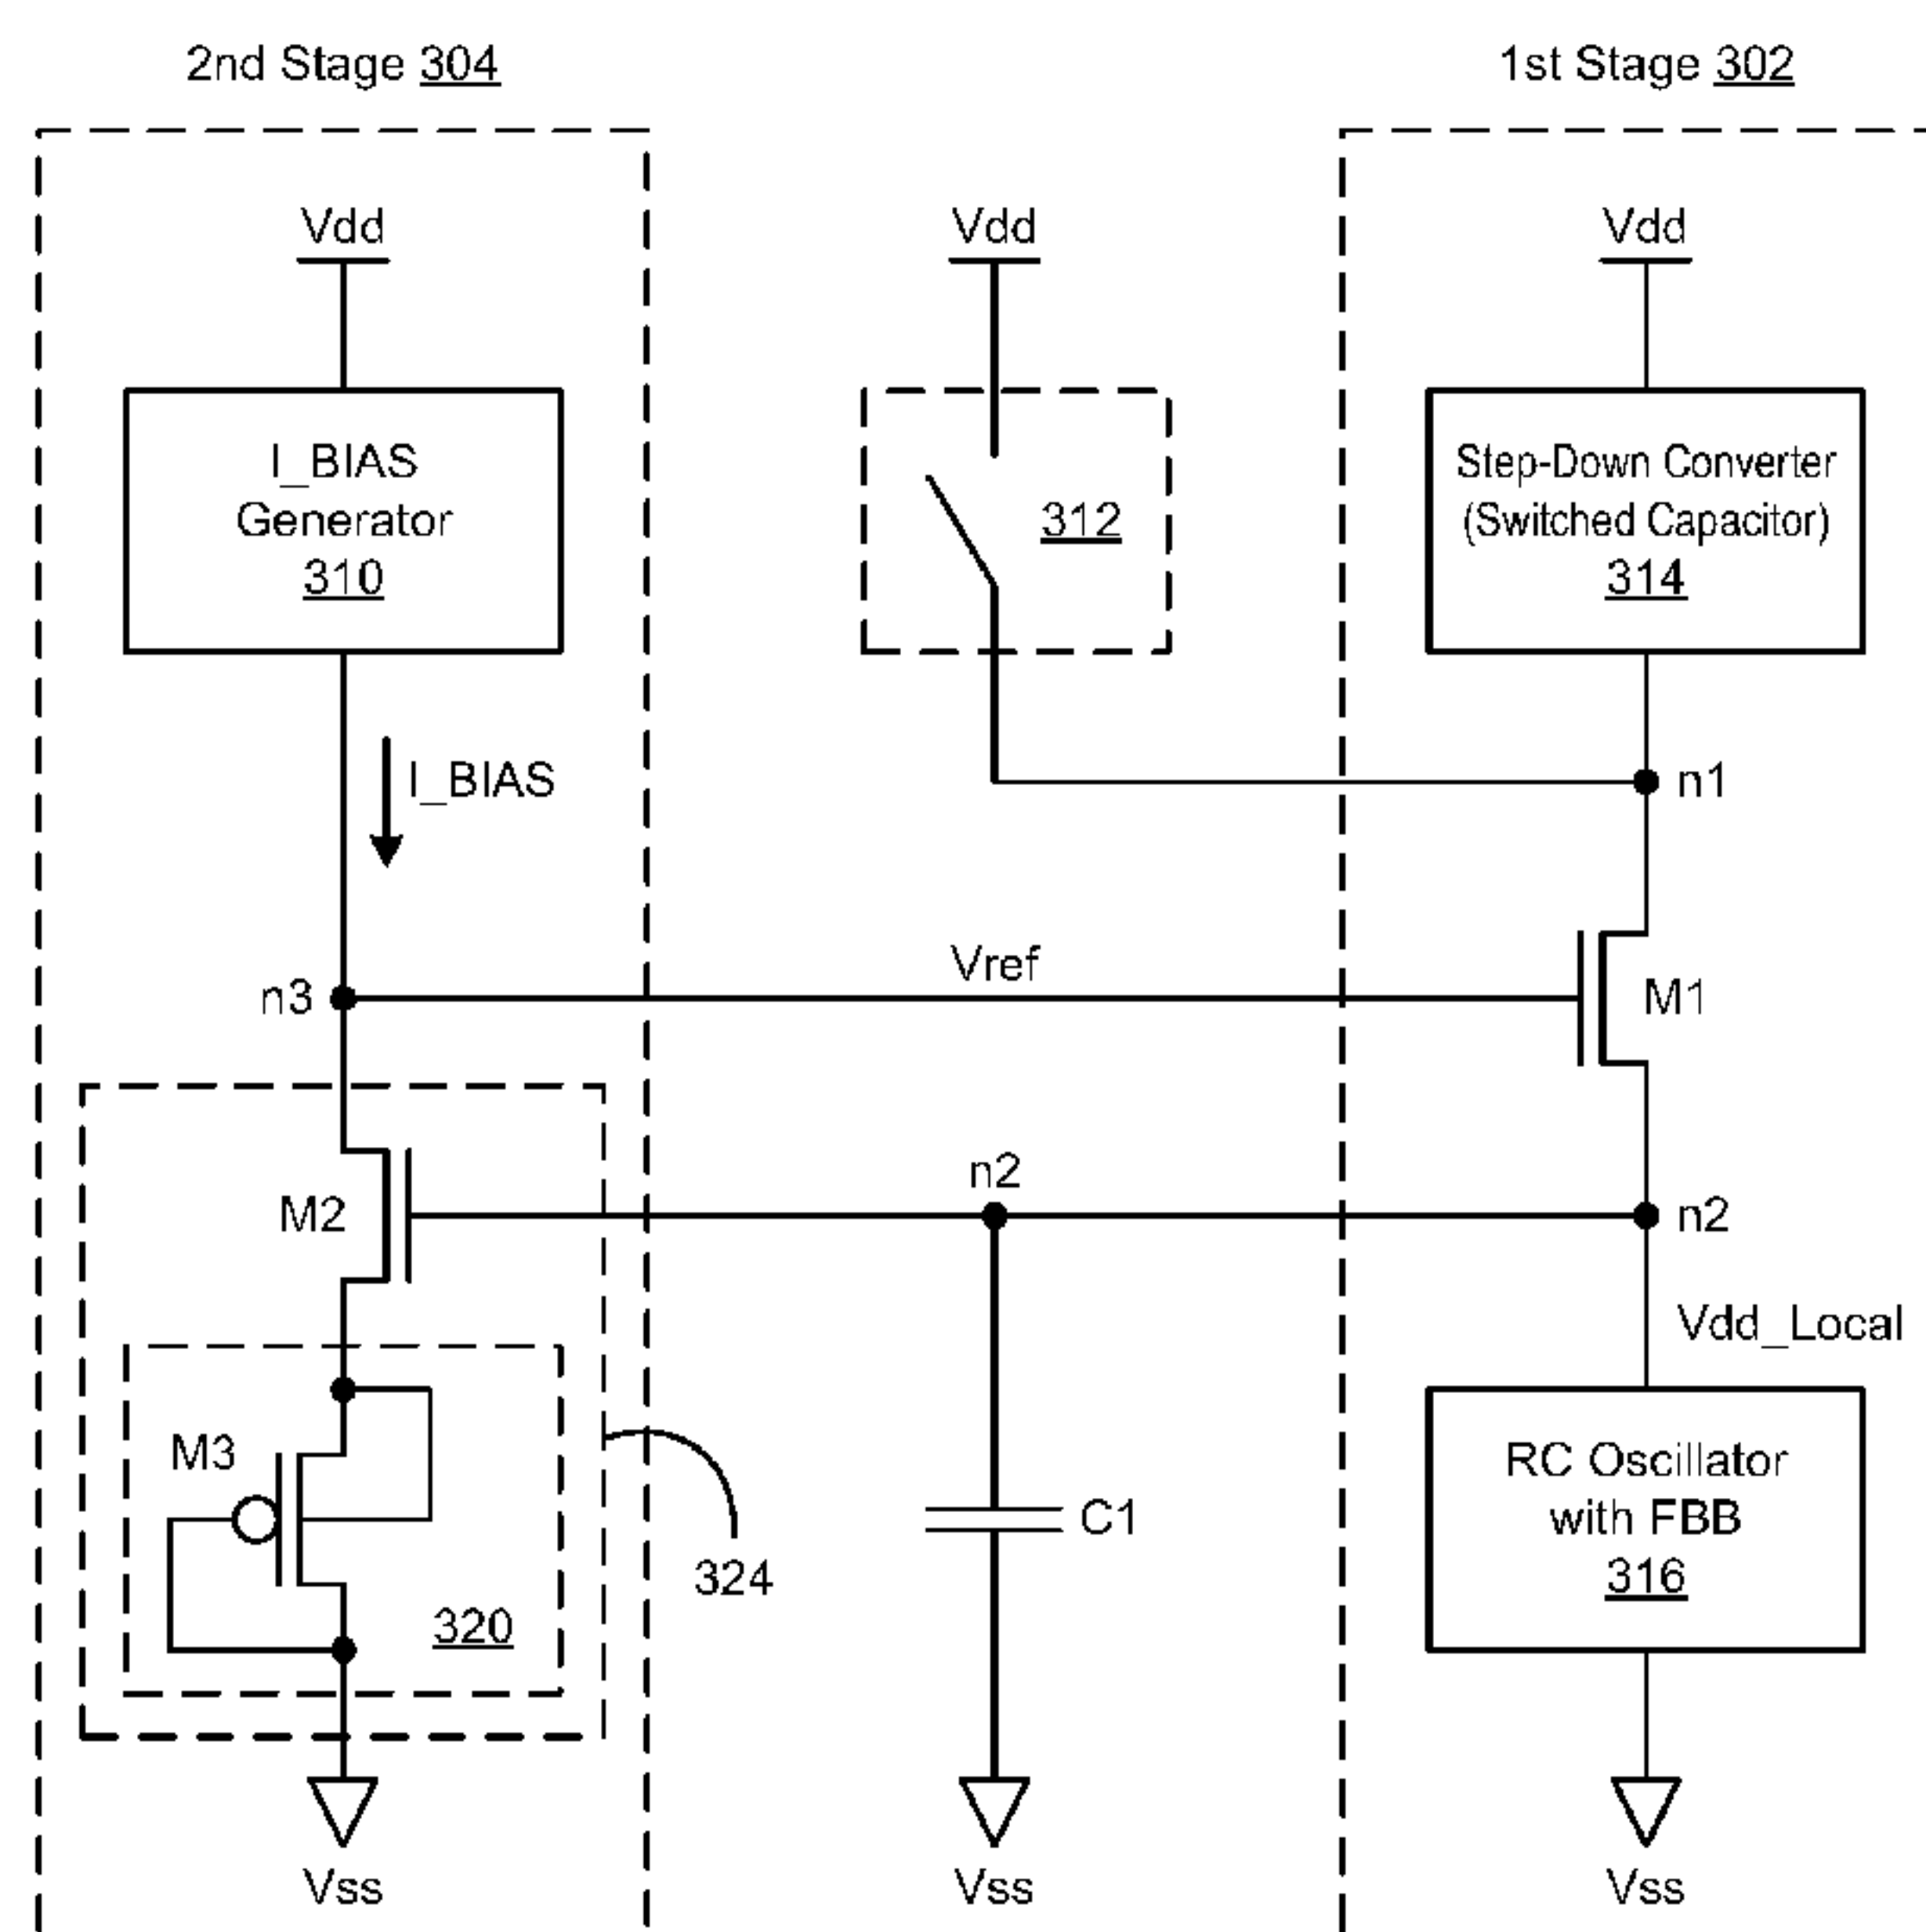 2nd Stage 304
1st Stage 302
Vdd
Vdd
Vdd
I_BIAS
Generator
310
312
Step-Down Converter
(Switched Capacitor)
314
I_BIAS
n1
Vref
n3
M1
n2
M2
n2
Vdd_Local
M3
C1
RC Oscillator
with FBB
316
324
320
Vss
Vss
Vss